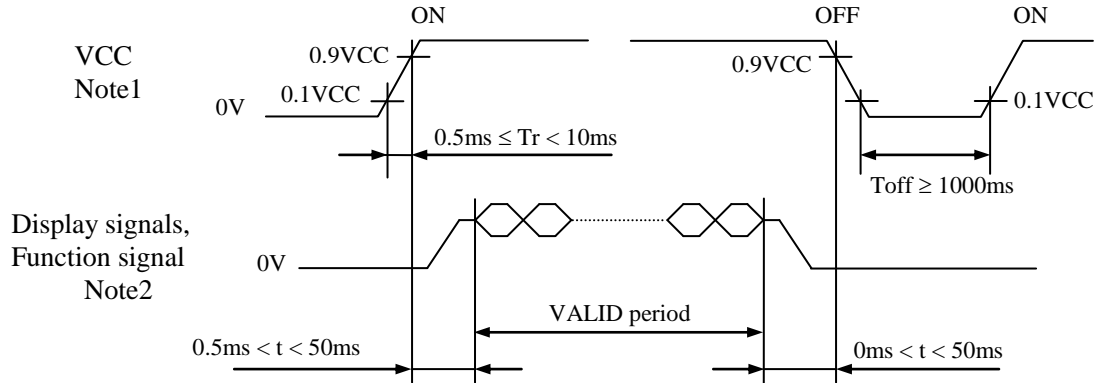 ON
OFF
ON
VCC
Note1
0.9VCC
0.9VCC
0.1VCC
0.1VCC
0V
0.5ms ≤ Tr < 10ms
Toff ≥ 1000ms
Display signals,
Function signal
Note2
0V
VALID period
0.5ms < t < 50ms
0ms < t < 50ms